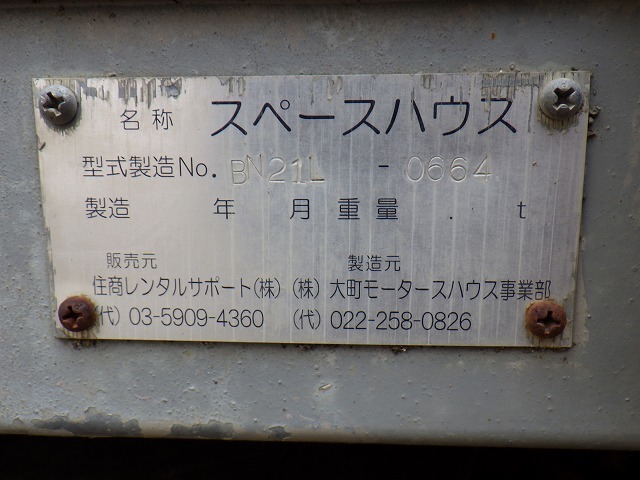 名称 スペースハウス
型式製造No. BN21L - 0664
製造 年 月 重量 . t
販売元 製造元
住商レンタルサポート(株) (株) 大町モータースハウス事業部
(代) 03-5909-4360 (代) 022-258-0826